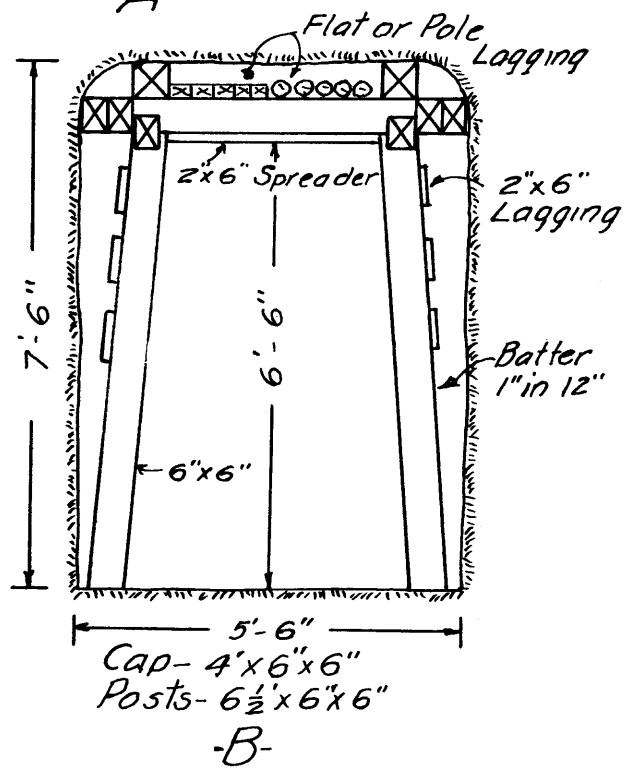 Flat or Pole
Lagging
2"x6" Spreader
2"x6"
Lagging
7'-6"
6'-6"
Batter
1" in 12"
6"x6"
5'-6"
Cap- 4'x6"x6"
Posts- 6½'x6"x6"
-B-